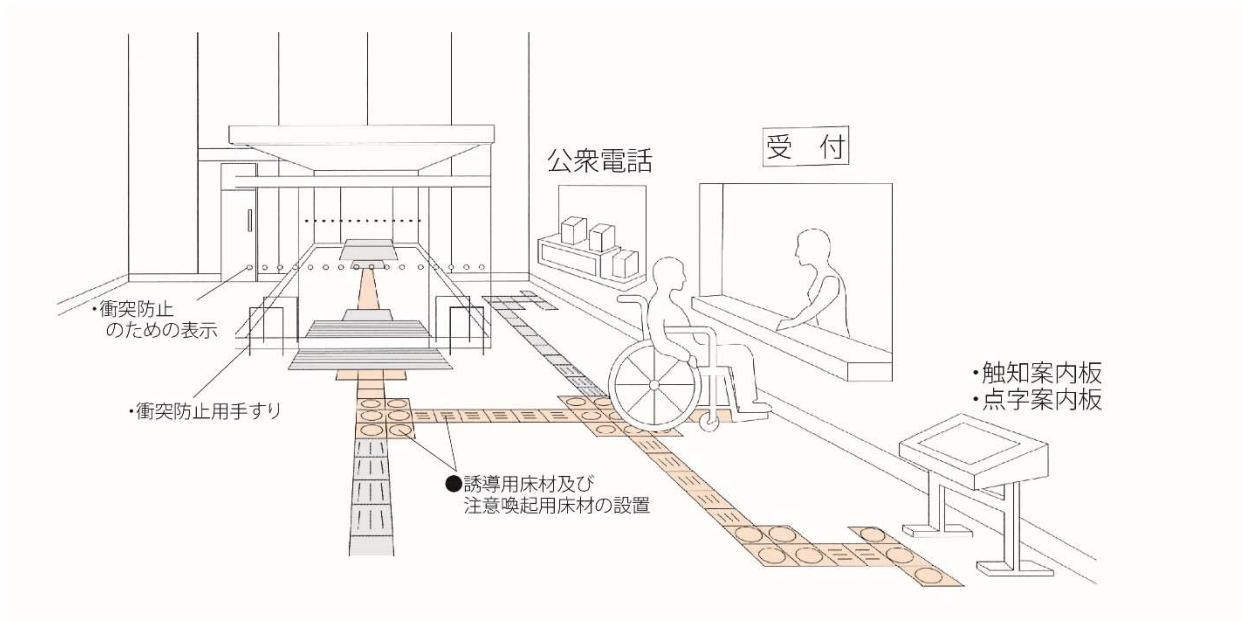 公衆電話
受 付
・衝突防止
のための表示
・衝突防止用手すり
・触知案内板
・点字案内板
●誘導用床材及び
注意喚起用床材の設置